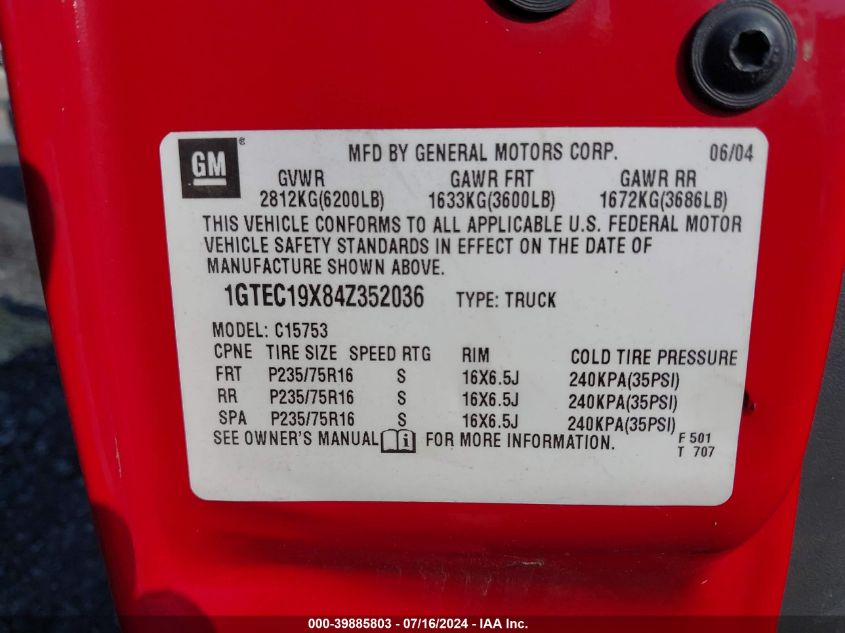 GM ® MFD BY GENERAL MOTORS CORP. 06/04
GVWR GAWR FRT GAWR RR
2812KG(6200LB) 1633KG(3600LB) 1672KG(3686LB)
THIS VEHICLE CONFORMS TO ALL APPLICABLE U.S. FEDERAL MOTOR
VEHICLE SAFETY STANDARDS IN EFFECT ON THE DATE OF
MANUFACTURE SHOWN ABOVE.
1GTEC19X84Z352036 TYPE: TRUCK
MODEL: C15753
CPNE TIRE SIZE SPEED RTG RIM COLD TIRE PRESSURE
FRT P235/75R16 S 16X6.5J 240KPA(35PSI)
RR P235/75R16 S 16X6.5J 240KPA(35PSI)
SPA P235/75R16 S 16X6.5J 240KPA(35PSI)
SEE OWNER'S MANUAL i FOR MORE INFORMATION. F 501
T 707
000-39885803 - 07/16/2024 - IAA Inc.